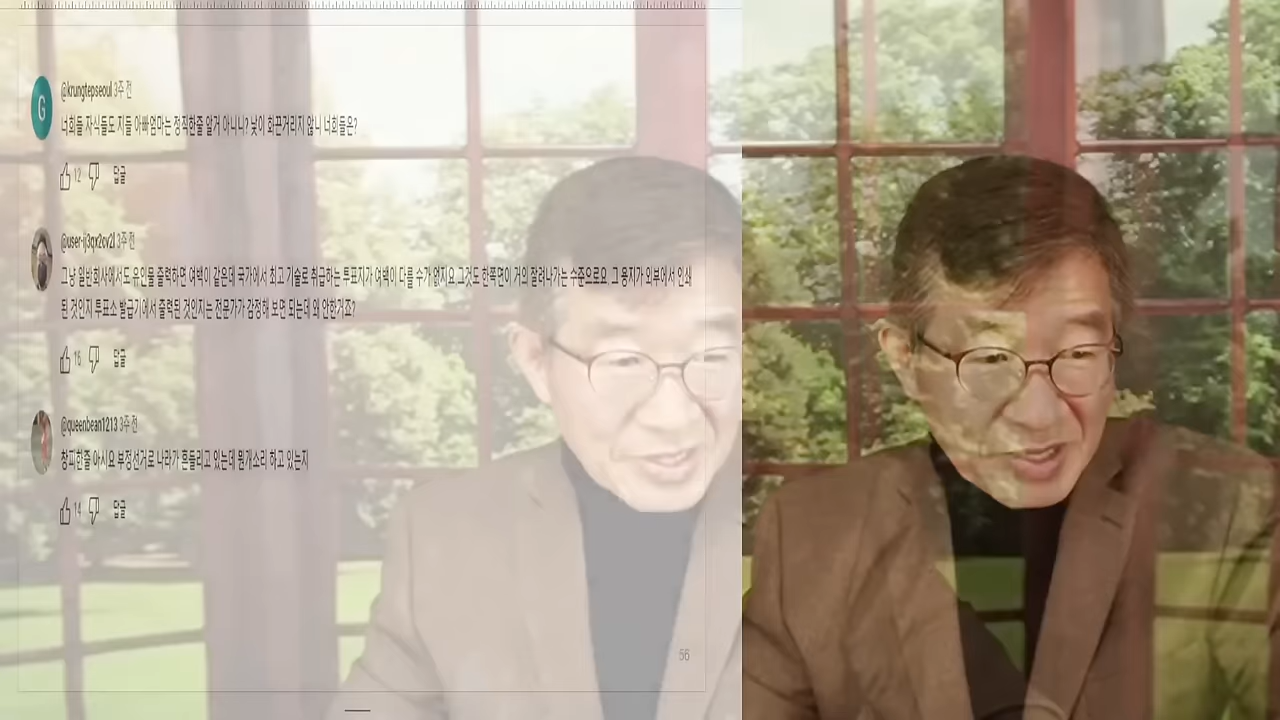 G
@krungtepseoul 3주 전
너희들 자식들도 지들 아빠엄마는 정직한줄 알거 아니니? 낯이 화끈거리지 않니 너희들은?
12 답글
@user-jj3qx2cv2l 3주 전
그냥 일반회사에서도 유인물 출력하면 여백이 같은데 국가에서 최고 기술로 취급하는 투표지가 여백이 다를 수가 없지요 그것도 한쪽면이 거의 잘려나가는 수준으로요. 그 용지가 외부에서 인쇄
된 것인지 투표소 발급기에서 출력된 것인지는 전문가가 감정해 보면 되는데 왜 안한거죠?
16 답글
@queenbean1213 3주 전
창피한줄 아시요 부정선거로 나라가 흔들리고 있는데 뭔개소리 하고 있는지
14 답글
56